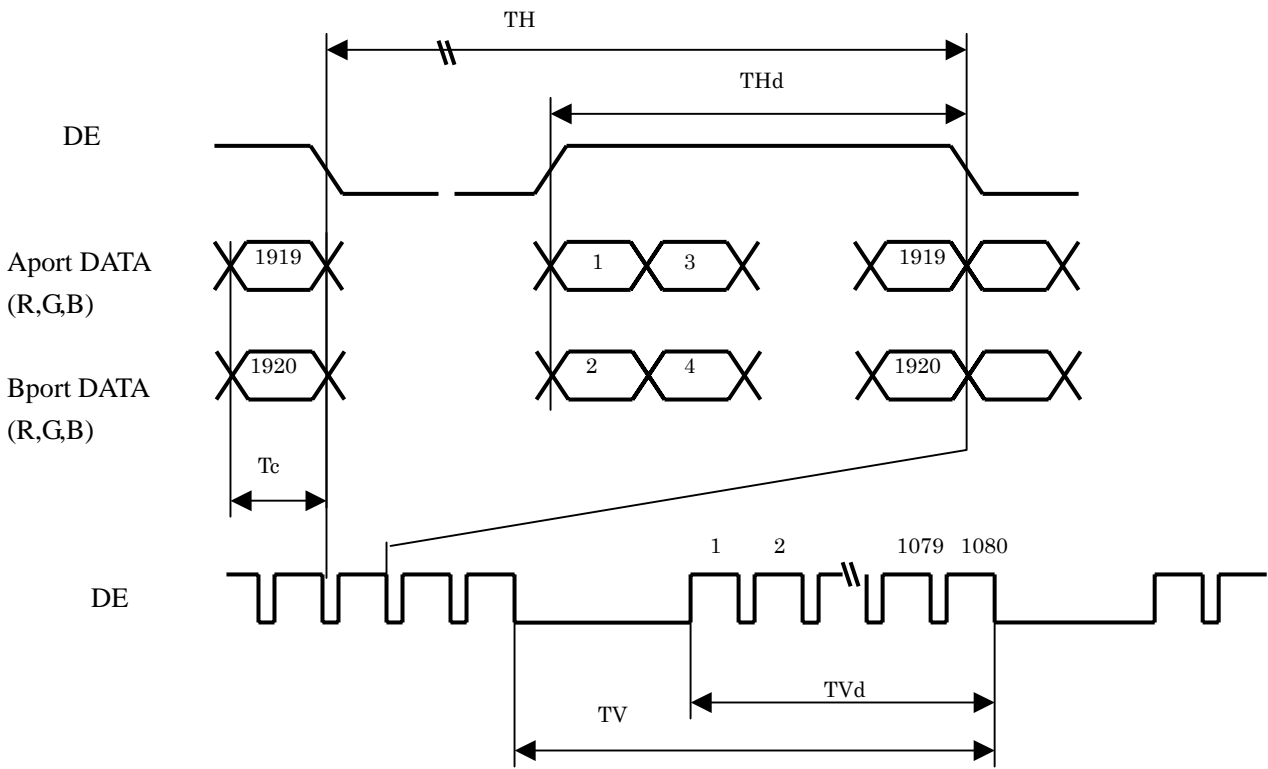 TH
THd
DE
Aport DATA
(R,G,B)
1919
1
3
1919
Bport DATA
(R,G,B)
1920
2
4
1920
Tc
1
2
1079
1080
DE
TVd
TV